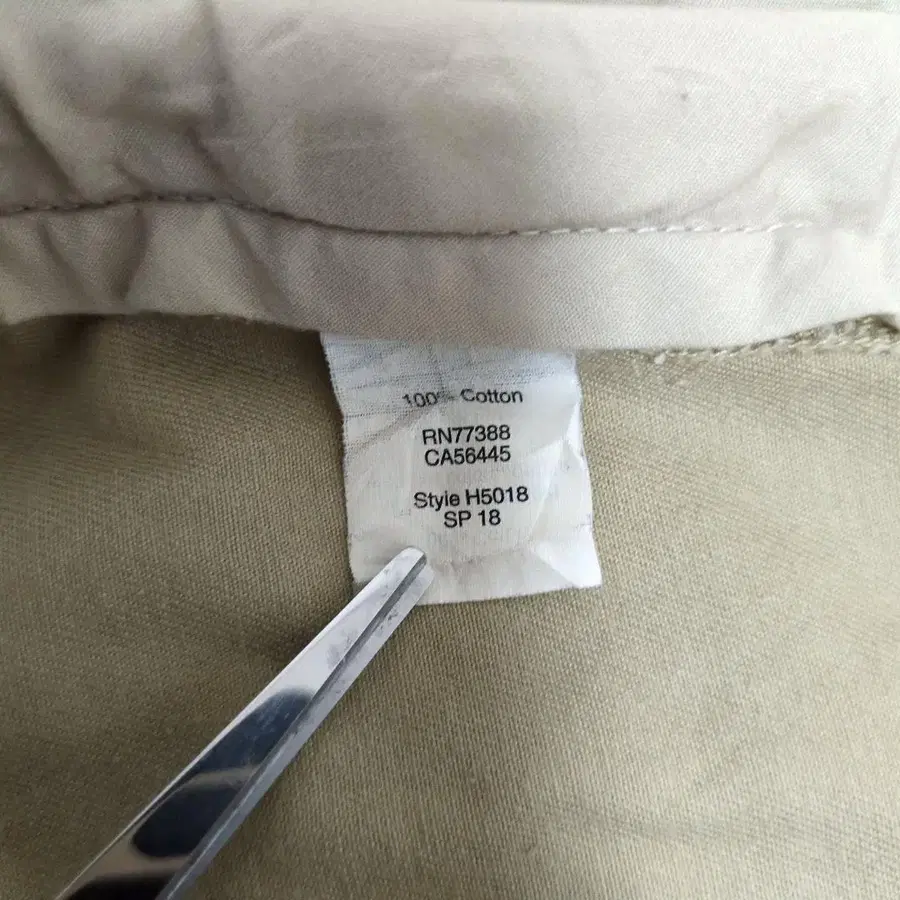 100% Cotton
RN77388
CA56445
Style H5018
SP 18